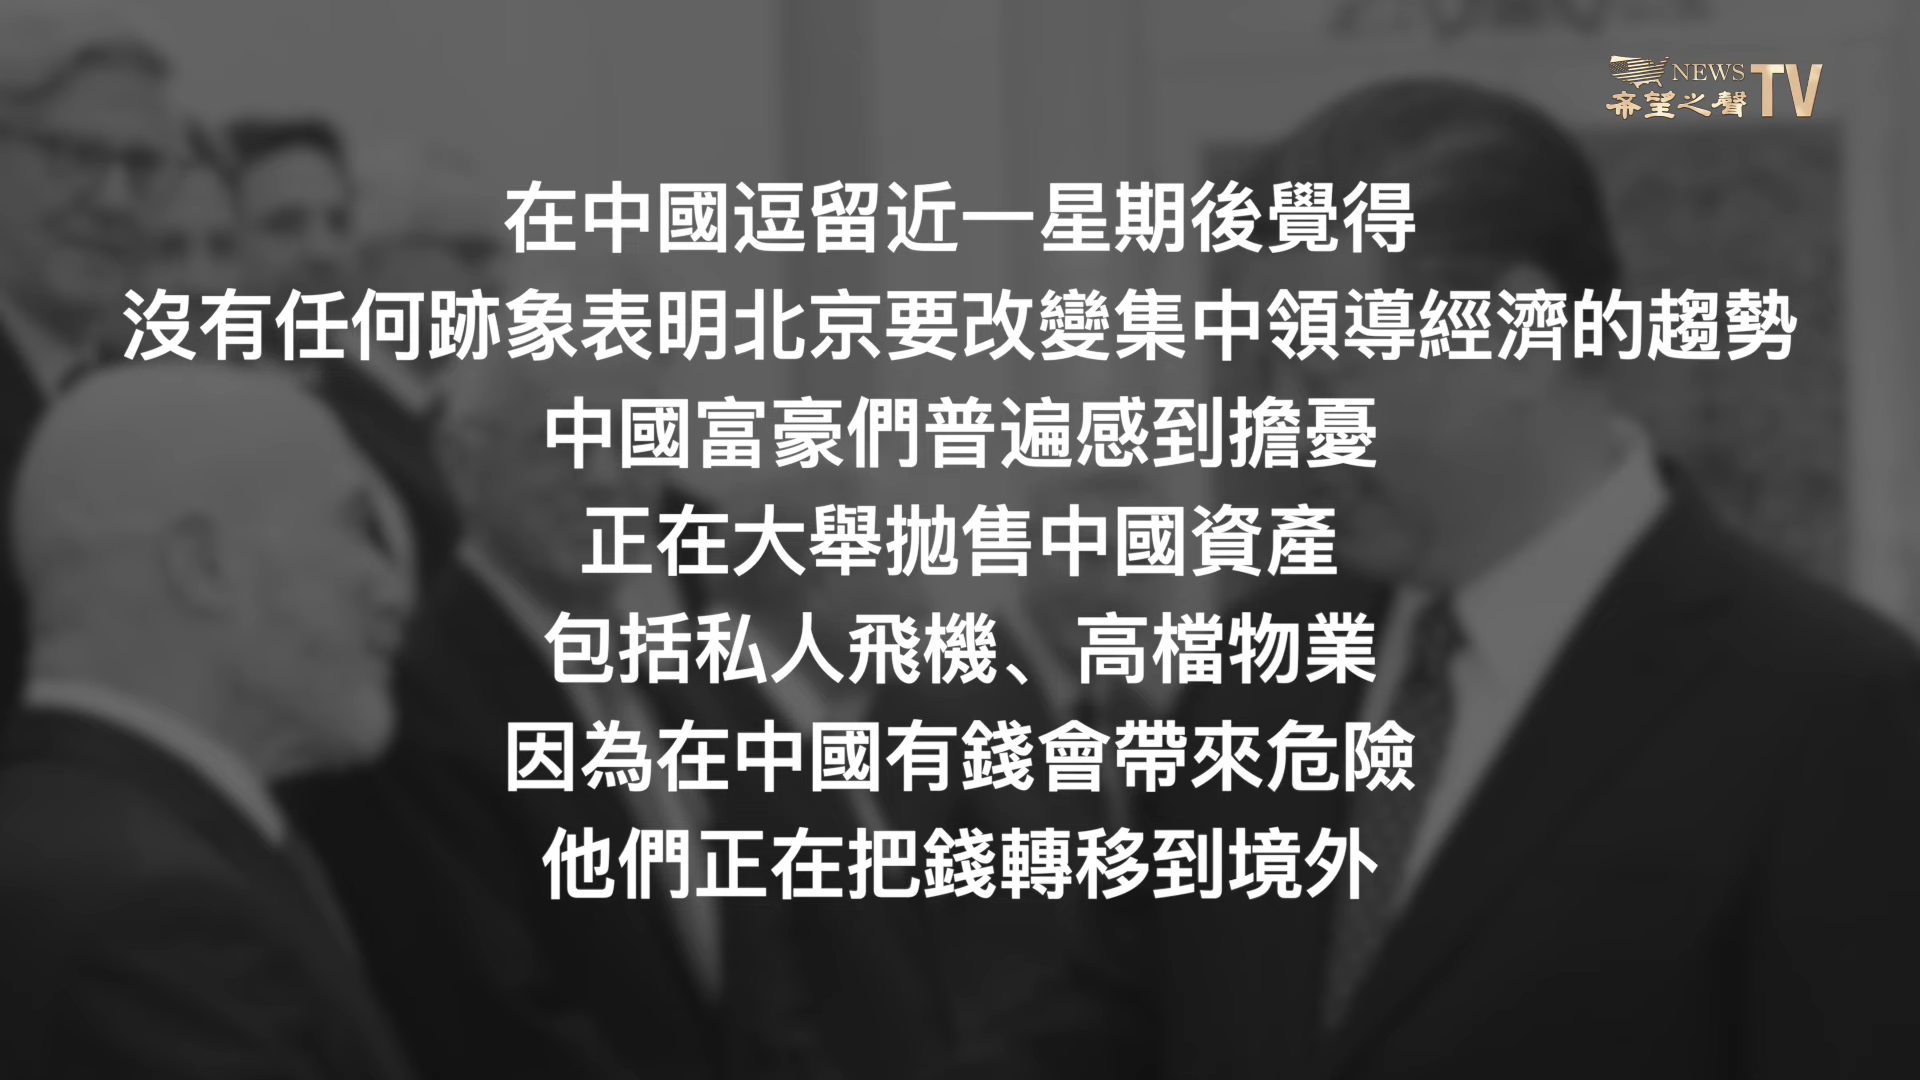 NEWS
希望之聲TV
在中國逗留近一星期後覺得
沒有任何跡象表明北京要改變集中領導經濟的趨勢
中國富豪們普遍感到擔憂
正在大舉拋售中國資產
包括私人飛機、高檔物業
因為在中國有錢會帶來危險
他們正在把錢轉移到境外